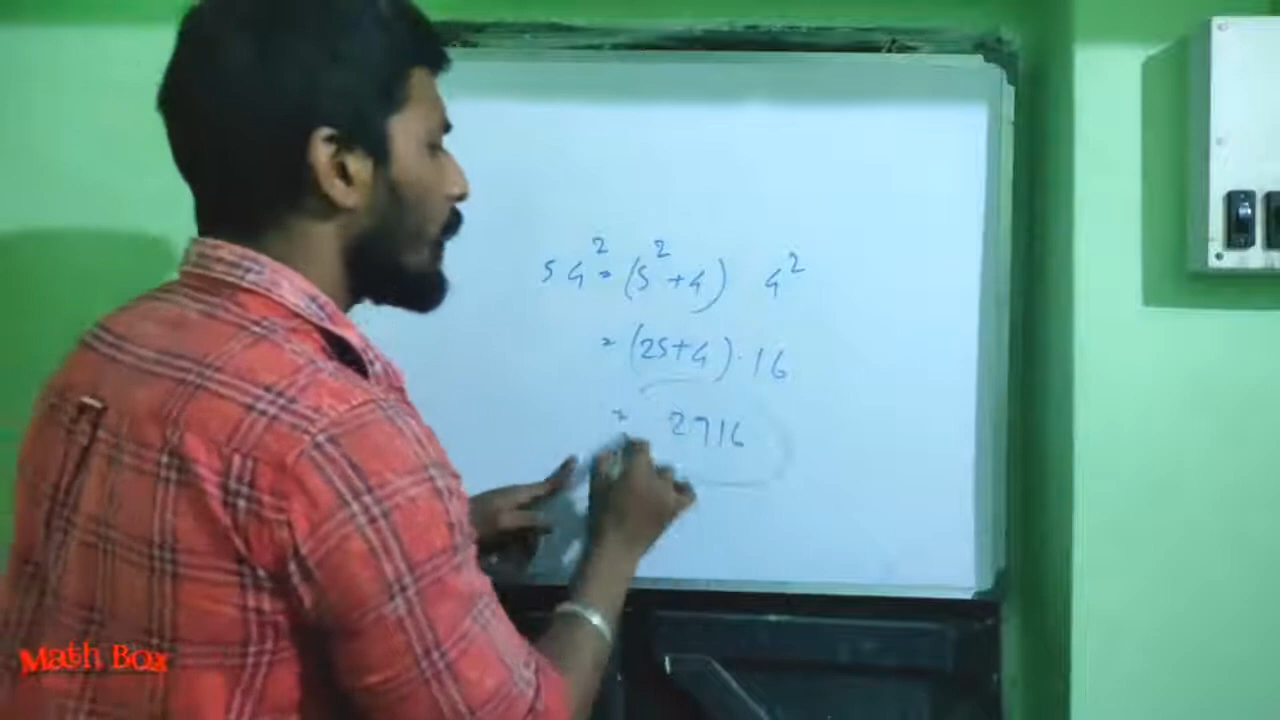 54² = (5² + 4) 4²
= (25+4) · 16
= 2916
Math Box